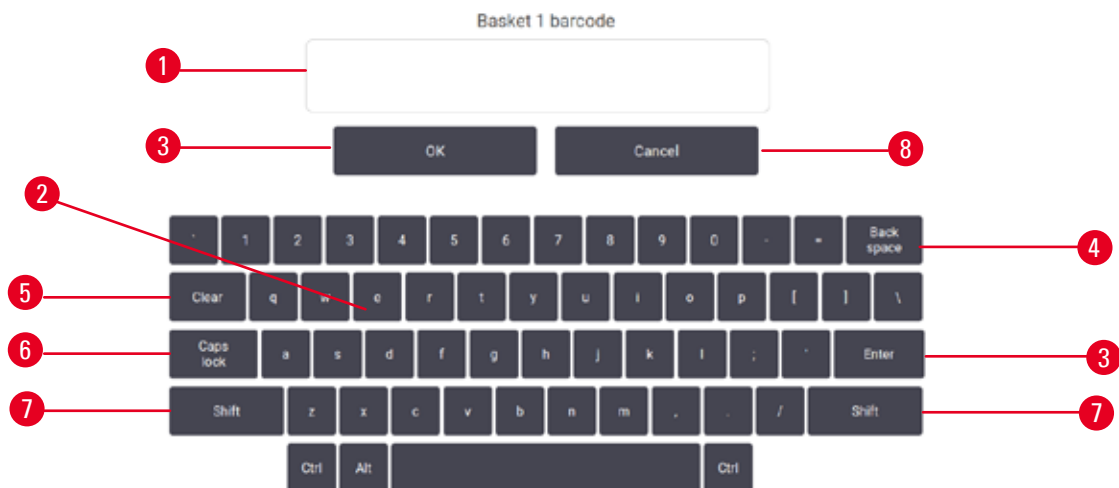 Basket 1 barcode
1
3 OK Cancel 8
2
` 1 2 3 4 5 6 7 8 9 0 - = Back space 4
5 Clear q w e r t y u i o p [ ] \
6 Caps lock a s d f g h j k l ; ' Enter 3
7 Shift z x c v b n m , . / Shift 7
Ctrl Alt Ctrl